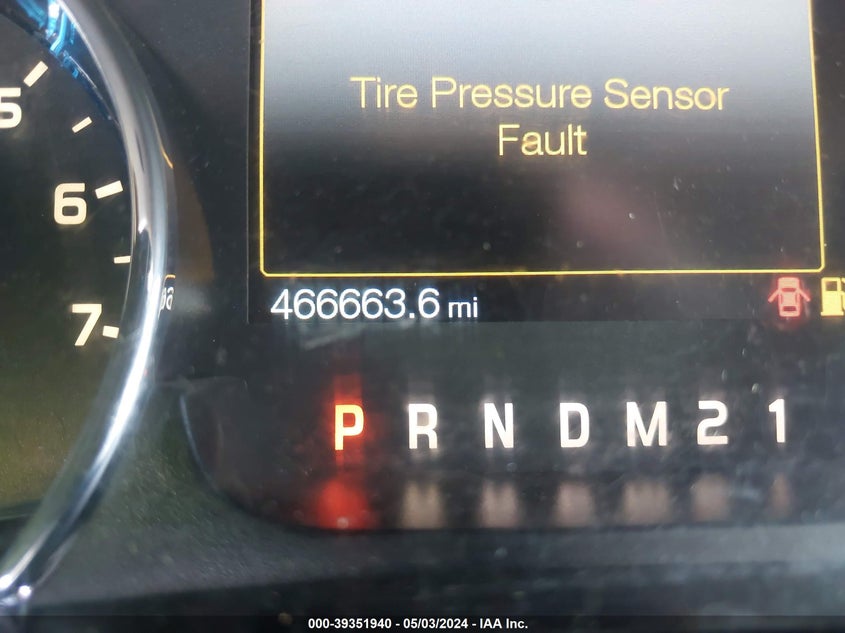 5
6
7
Tire Pressure Sensor
Fault
466663.6 mi
P R N D M 2 1
000-39351940 - 05/03/2024 - IAA Inc.